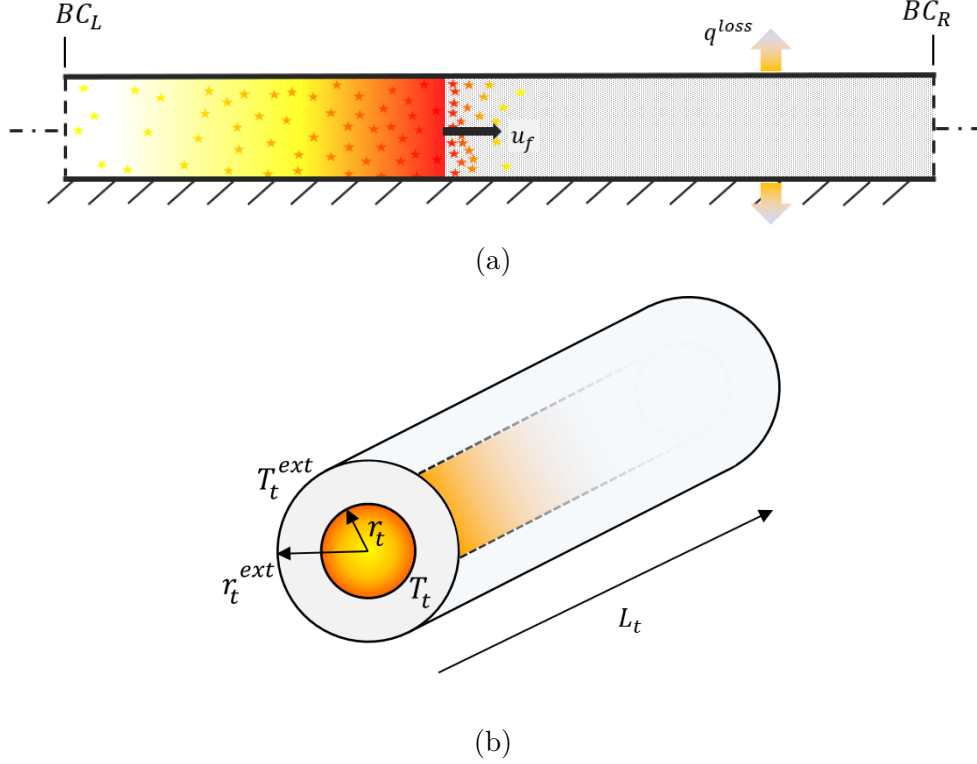 BC_L
BC_R
q^{loss}
u_f
(a)
T_t^{ext}
r_t
r_t^{ext}
T_t
L_t
(b)